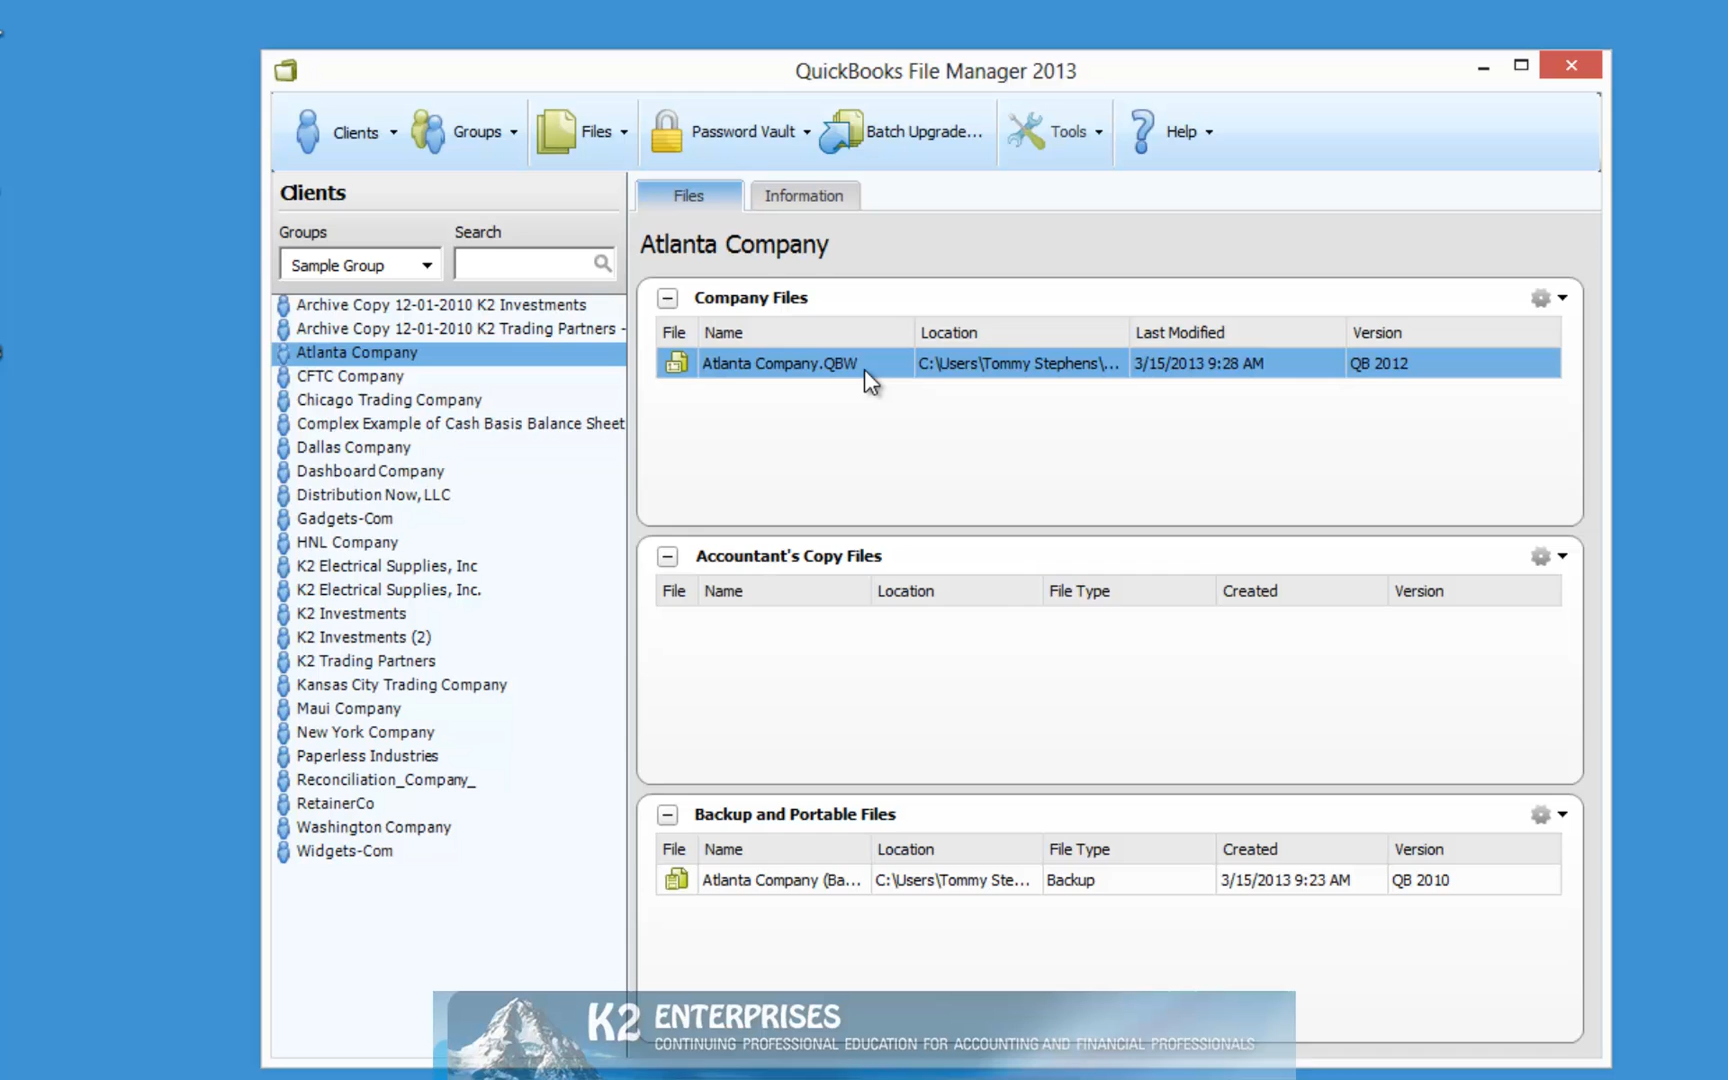 QuickBooks File Manager 2013
Clients
Groups
Files
Password Vault
Batch Upgrade...
Tools
Help
Clients
Groups
Search
Sample Group
Archive Copy 12-01-2010 K2 Investments
Archive Copy 12-01-2010 K2 Trading Partners -
Atlanta Company
CFTC Company
Chicago Trading Company
Complex Example of Cash Basis Balance Sheet
Dallas Company
Dashboard Company
Distribution Now, LLC
Gadgets-Com
HNL Company
K2 Electrical Supplies, Inc
K2 Electrical Supplies, Inc.
K2 Investments
K2 Investments (2)
K2 Trading Partners
Kansas City Trading Company
Maui Company
New York Company
Paperless Industries
Reconciliation_Company_
RetainerCo
Washington Company
Widgets-Com
Files
Information
Atlanta Company
Company Files
File Name Location Last Modified Version
Atlanta Company.QBW C:\Users\Tommy Stephens\... 3/15/2013 9:28 AM QB 2012
Accountant's Copy Files
File Name Location File Type Created Version
Backup and Portable Files
File Name Location File Type Created Version
Atlanta Company (Ba... C:\Users\Tommy Ste... Backup 3/15/2013 9:23 AM QB 2010
K2 ENTERPRISES
CONTINUING PROFESSIONAL EDUCATION FOR ACCOUNTING AND FINANCIAL PROFESSIONALS